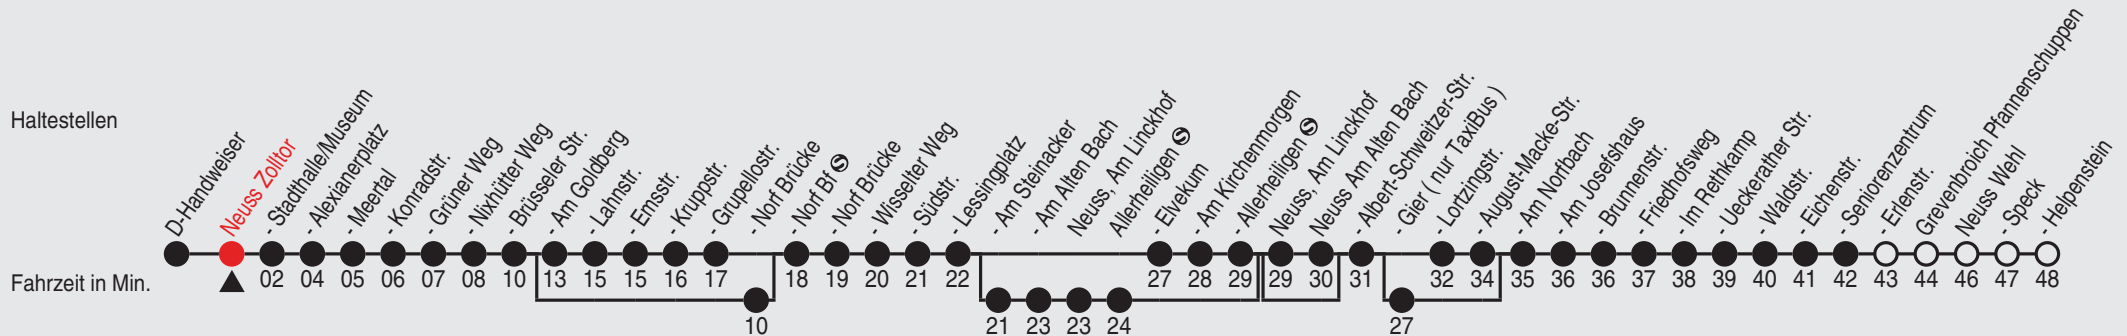 Haltestellen
D-Handweiser
Neuss Zolltor
- Stadthalle/Museum
- Alexianerplatz
- Meertal
- Konradstr.
- Grüner Weg
- Nixhütter Weg
- Brüsseler Str.
- Am Goldberg
- Lahnstr.
- Emsstr.
- Kruppstr.
- Grupellostr.
- Norf Brücke
- Norf Bf S
- Norf Brücke
- Wisselter Weg
- Südstr.
- Lessingplatz
- Am Steinacker
- Am Alten Bach
Neuss, Am Linckhof
Allerheiligen S
- Elvekum
- Am Kirchenmorgen
- Allerheiligen S
Neuss, Am Linckhof
Neuss Am Alten Bach
- Albert-Schweitzer-Str.
- Gier ( nur TaxiBus )
- Lortzingstr.
- August-Macke-Str.
- Am Norfbach
- Am Josefshaus
- Brunnenstr.
- Friedhofsweg
- Im Rethkamp
- Ueckerather Str.
- Waldstr.
- Eichenstr.
- Seniorenzentrum
- Erlenstr.
Grevenbroich Pfannenschuppen
Neuss Wehl
- Speck
- Helpenstein
Fahrzeit in Min.
02 04 05 06 07 08 10 13 15 15 16 17 18 19 20 21 22 27 28 29 29 30 31 32 34 35 36 36 37 38 39 40 41 42 43 44 46 47 48
10 21 23 23 24 27